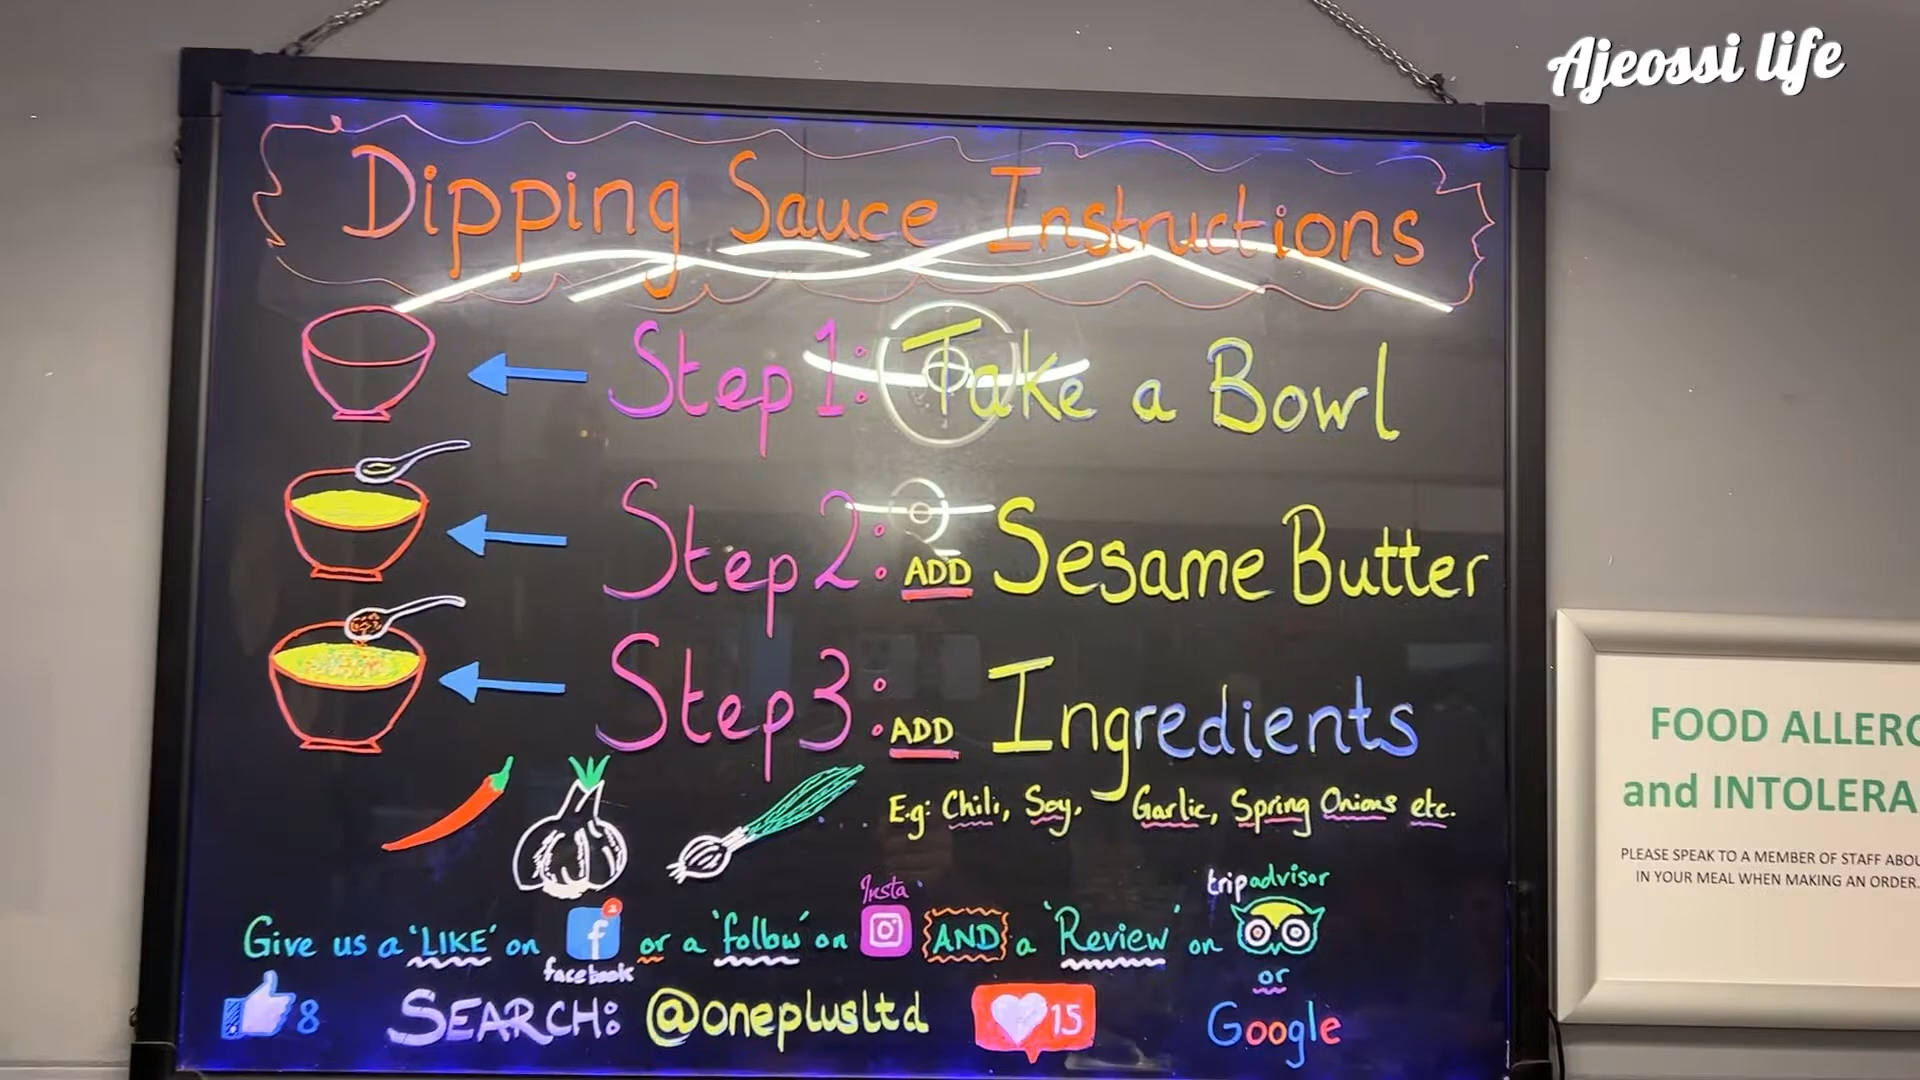 Ajeossi life
Dipping Sauce Instructions
Step 1: Take a Bowl
Step 2: ADD Sesame Butter
Step 3: ADD Ingredients
E.g: Chili, Soy, Garlic, Spring Onions etc.
Insta
tripadvisor
Give us a 'LIKE' on f 2 or a 'follow' on AND a 'Review' on
facebook
or
8 SEARCH: @oneplusltd 15 Google
FOOD ALLERG
and INTOLERA
PLEASE SPEAK TO A MEMBER OF STAFF ABOU
IN YOUR MEAL WHEN MAKING AN ORDER.